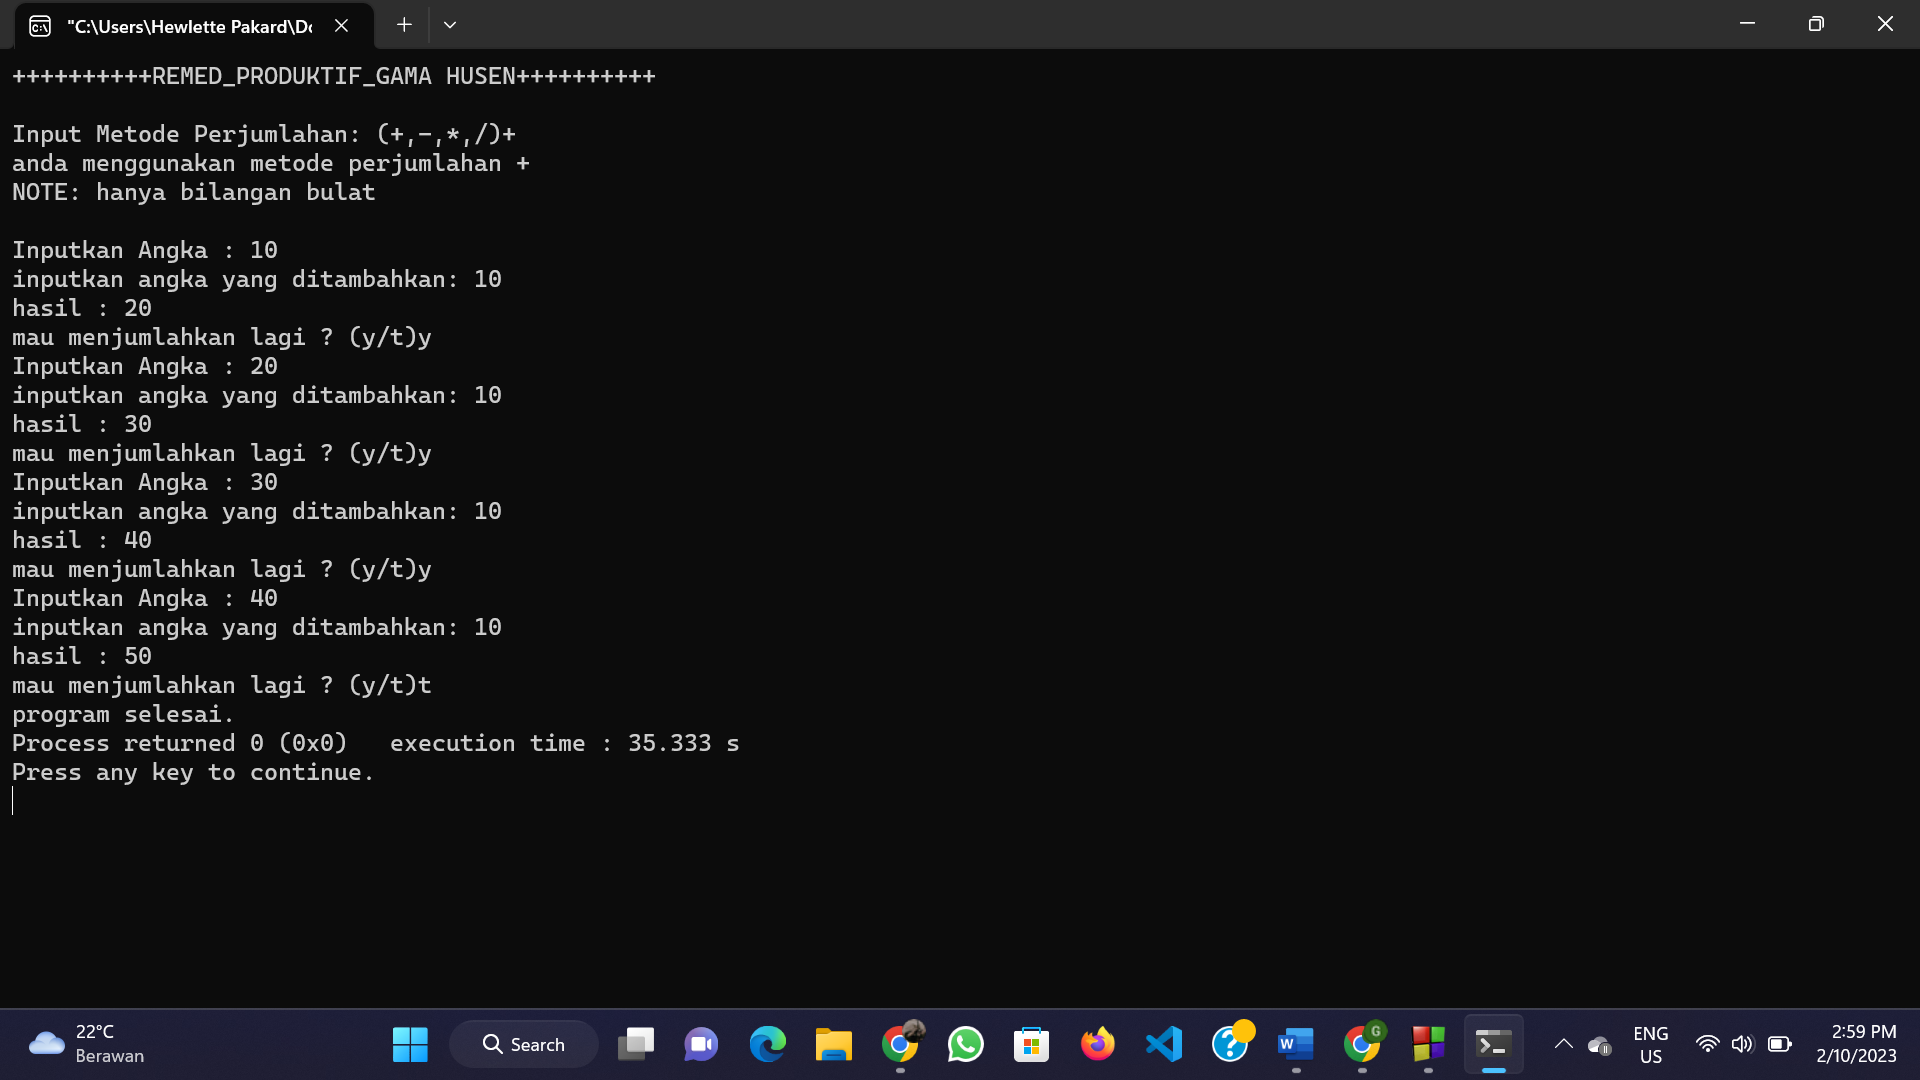 "C:\Users\Hewlette Pakard\Do
++++++++++REMED_PRODUKTIF_GAMA HUSEN++++++++++
Input Metode Perjumlahan: (+,-,*,/)+
anda menggunakan metode perjumlahan +
NOTE: hanya bilangan bulat
Inputkan Angka : 10
inputkan angka yang ditambahkan: 10
hasil : 20
mau menjumlahkan lagi ? (y/t)y
Inputkan Angka : 20
inputkan angka yang ditambahkan: 10
hasil : 30
mau menjumlahkan lagi ? (y/t)y
Inputkan Angka : 30
inputkan angka yang ditambahkan: 10
hasil : 40
mau menjumlahkan lagi ? (y/t)y
Inputkan Angka : 40
inputkan angka yang ditambahkan: 10
hasil : 50
mau menjumlahkan lagi ? (y/t)t
program selesai.
Process returned 0 (0x0)   execution time : 35.333 s
Press any key to continue.
22°C
Berawan
Search
ENG
US
2:59 PM
2/10/2023